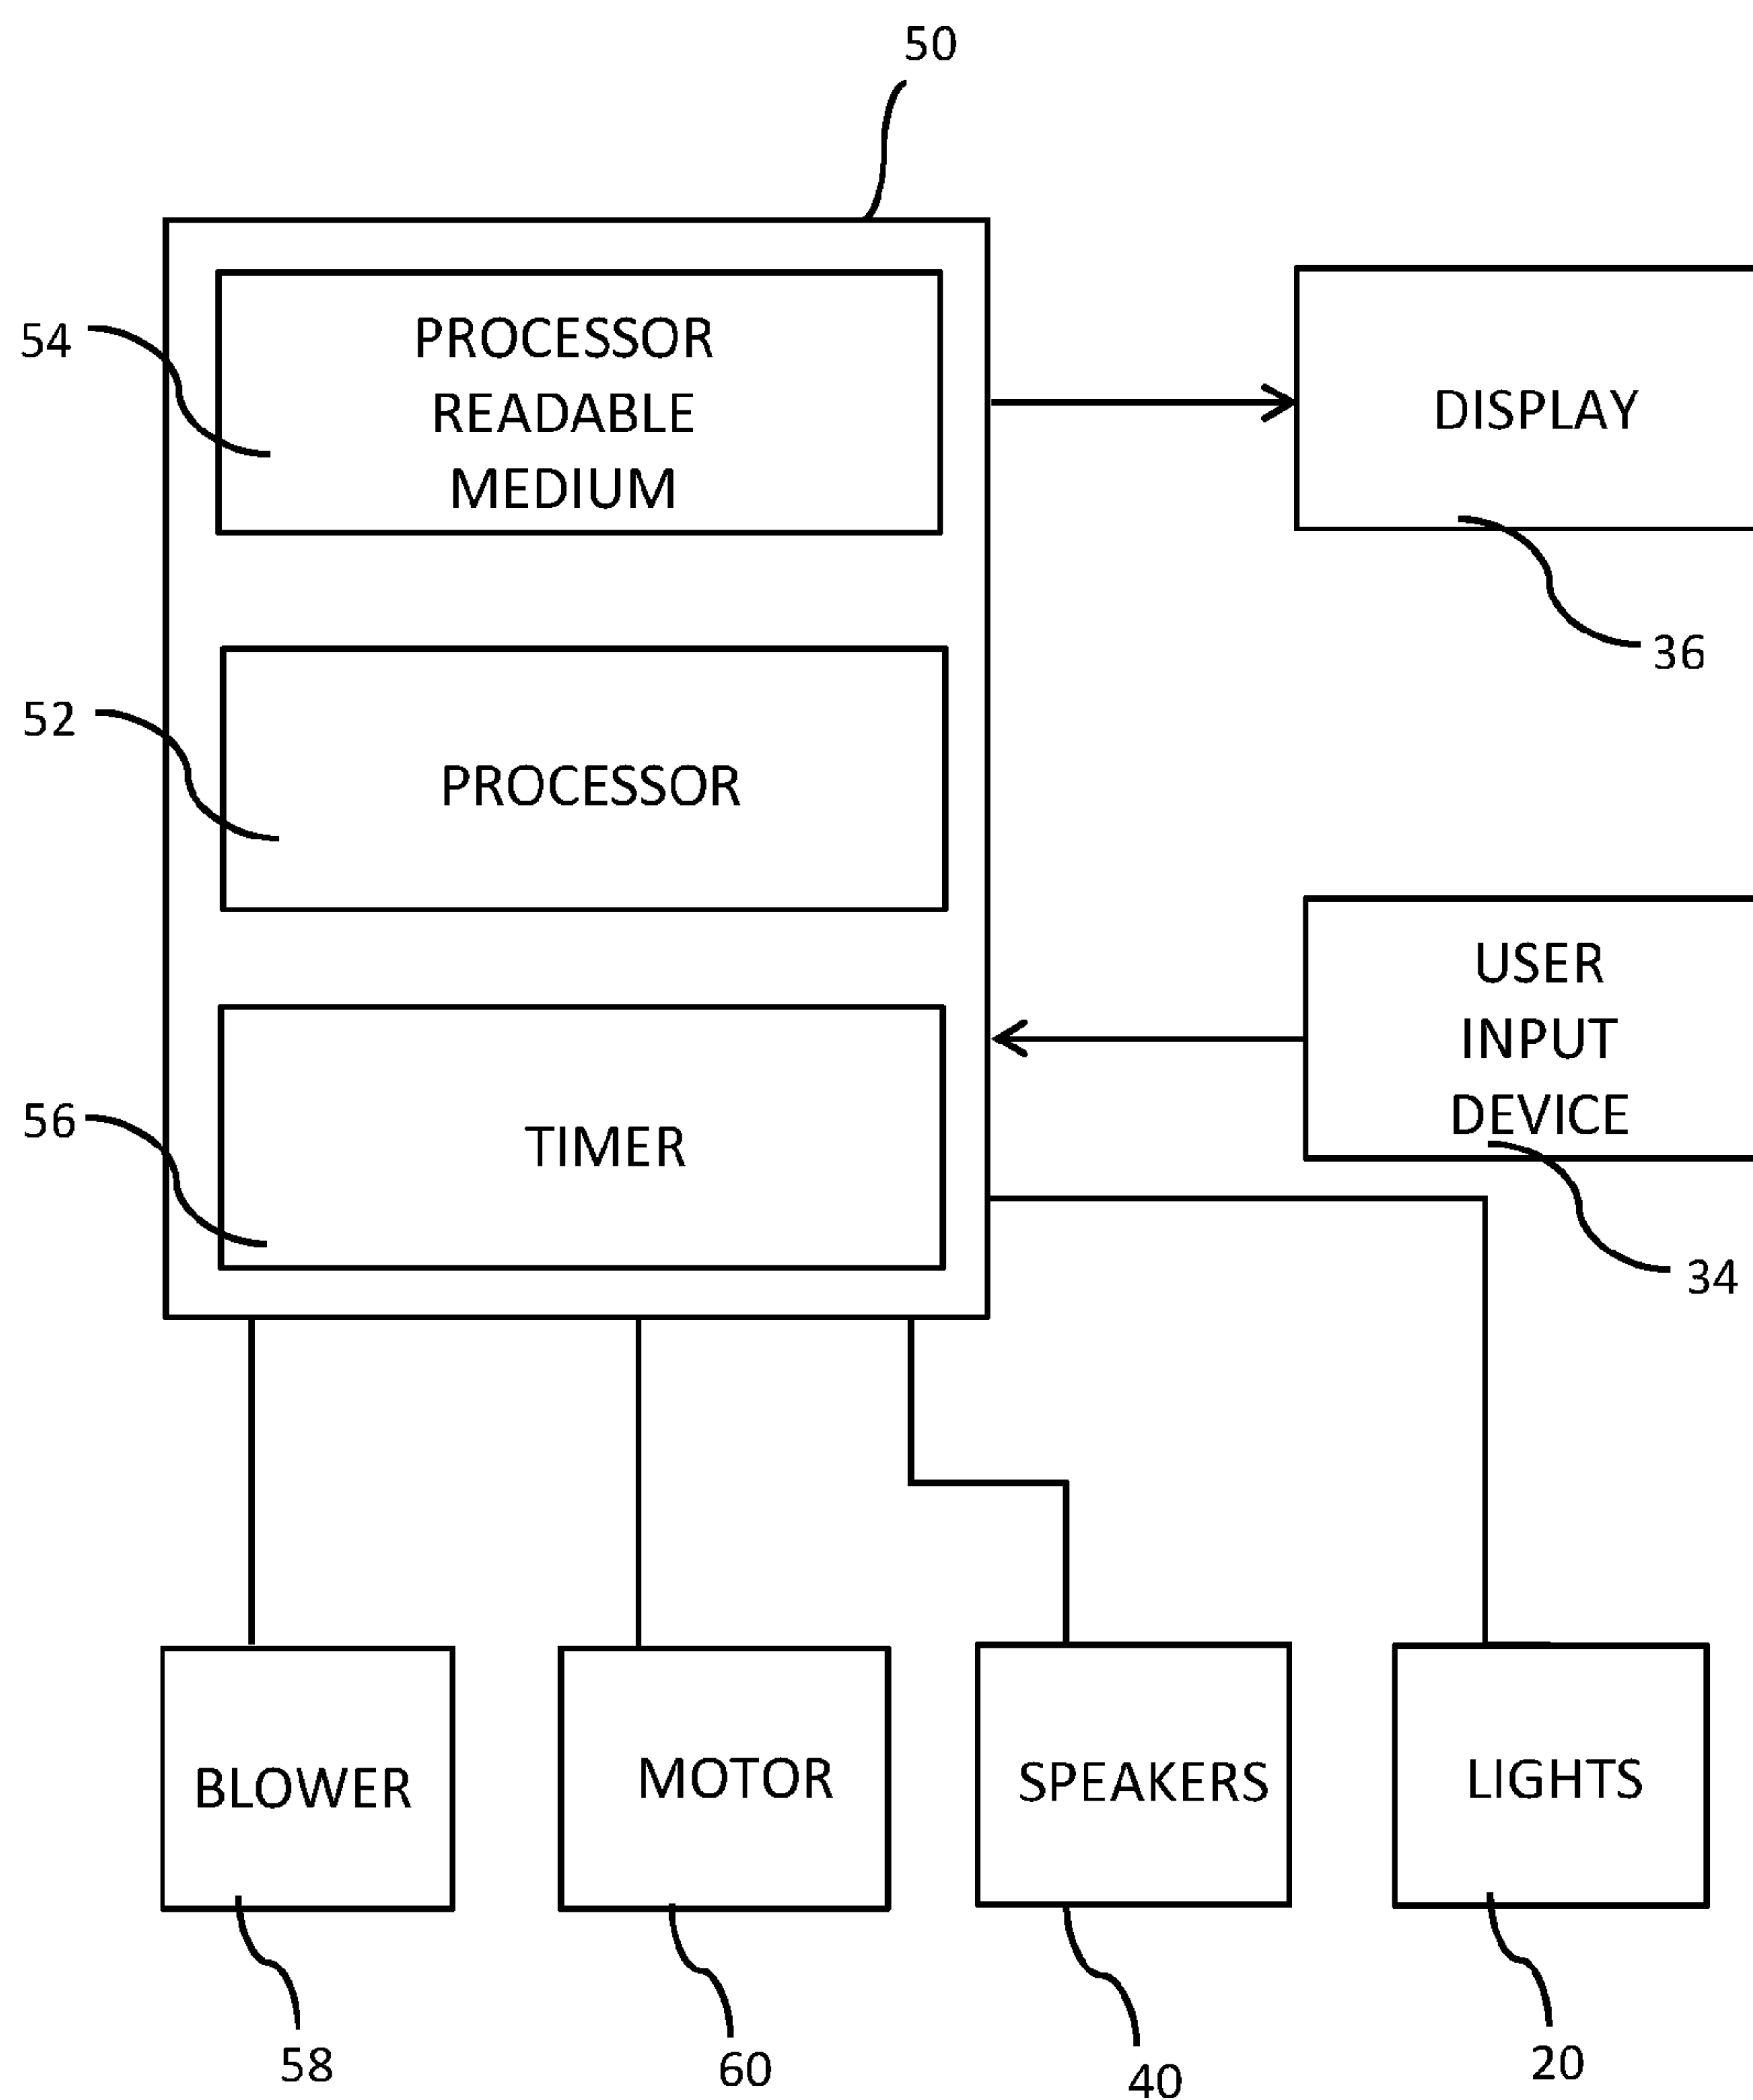 50
54
PROCESSOR
READABLE
MEDIUM
DISPLAY
36
52
PROCESSOR
USER
INPUT
DEVICE
56
TIMER
34
BLOWER
MOTOR
SPEAKERS
LIGHTS
58
60
40
20